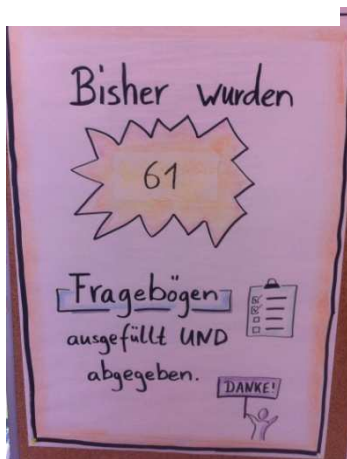 Bisher wurden
61
Fragebögen
ausgefüllt UND
abgegeben.
DANKE!